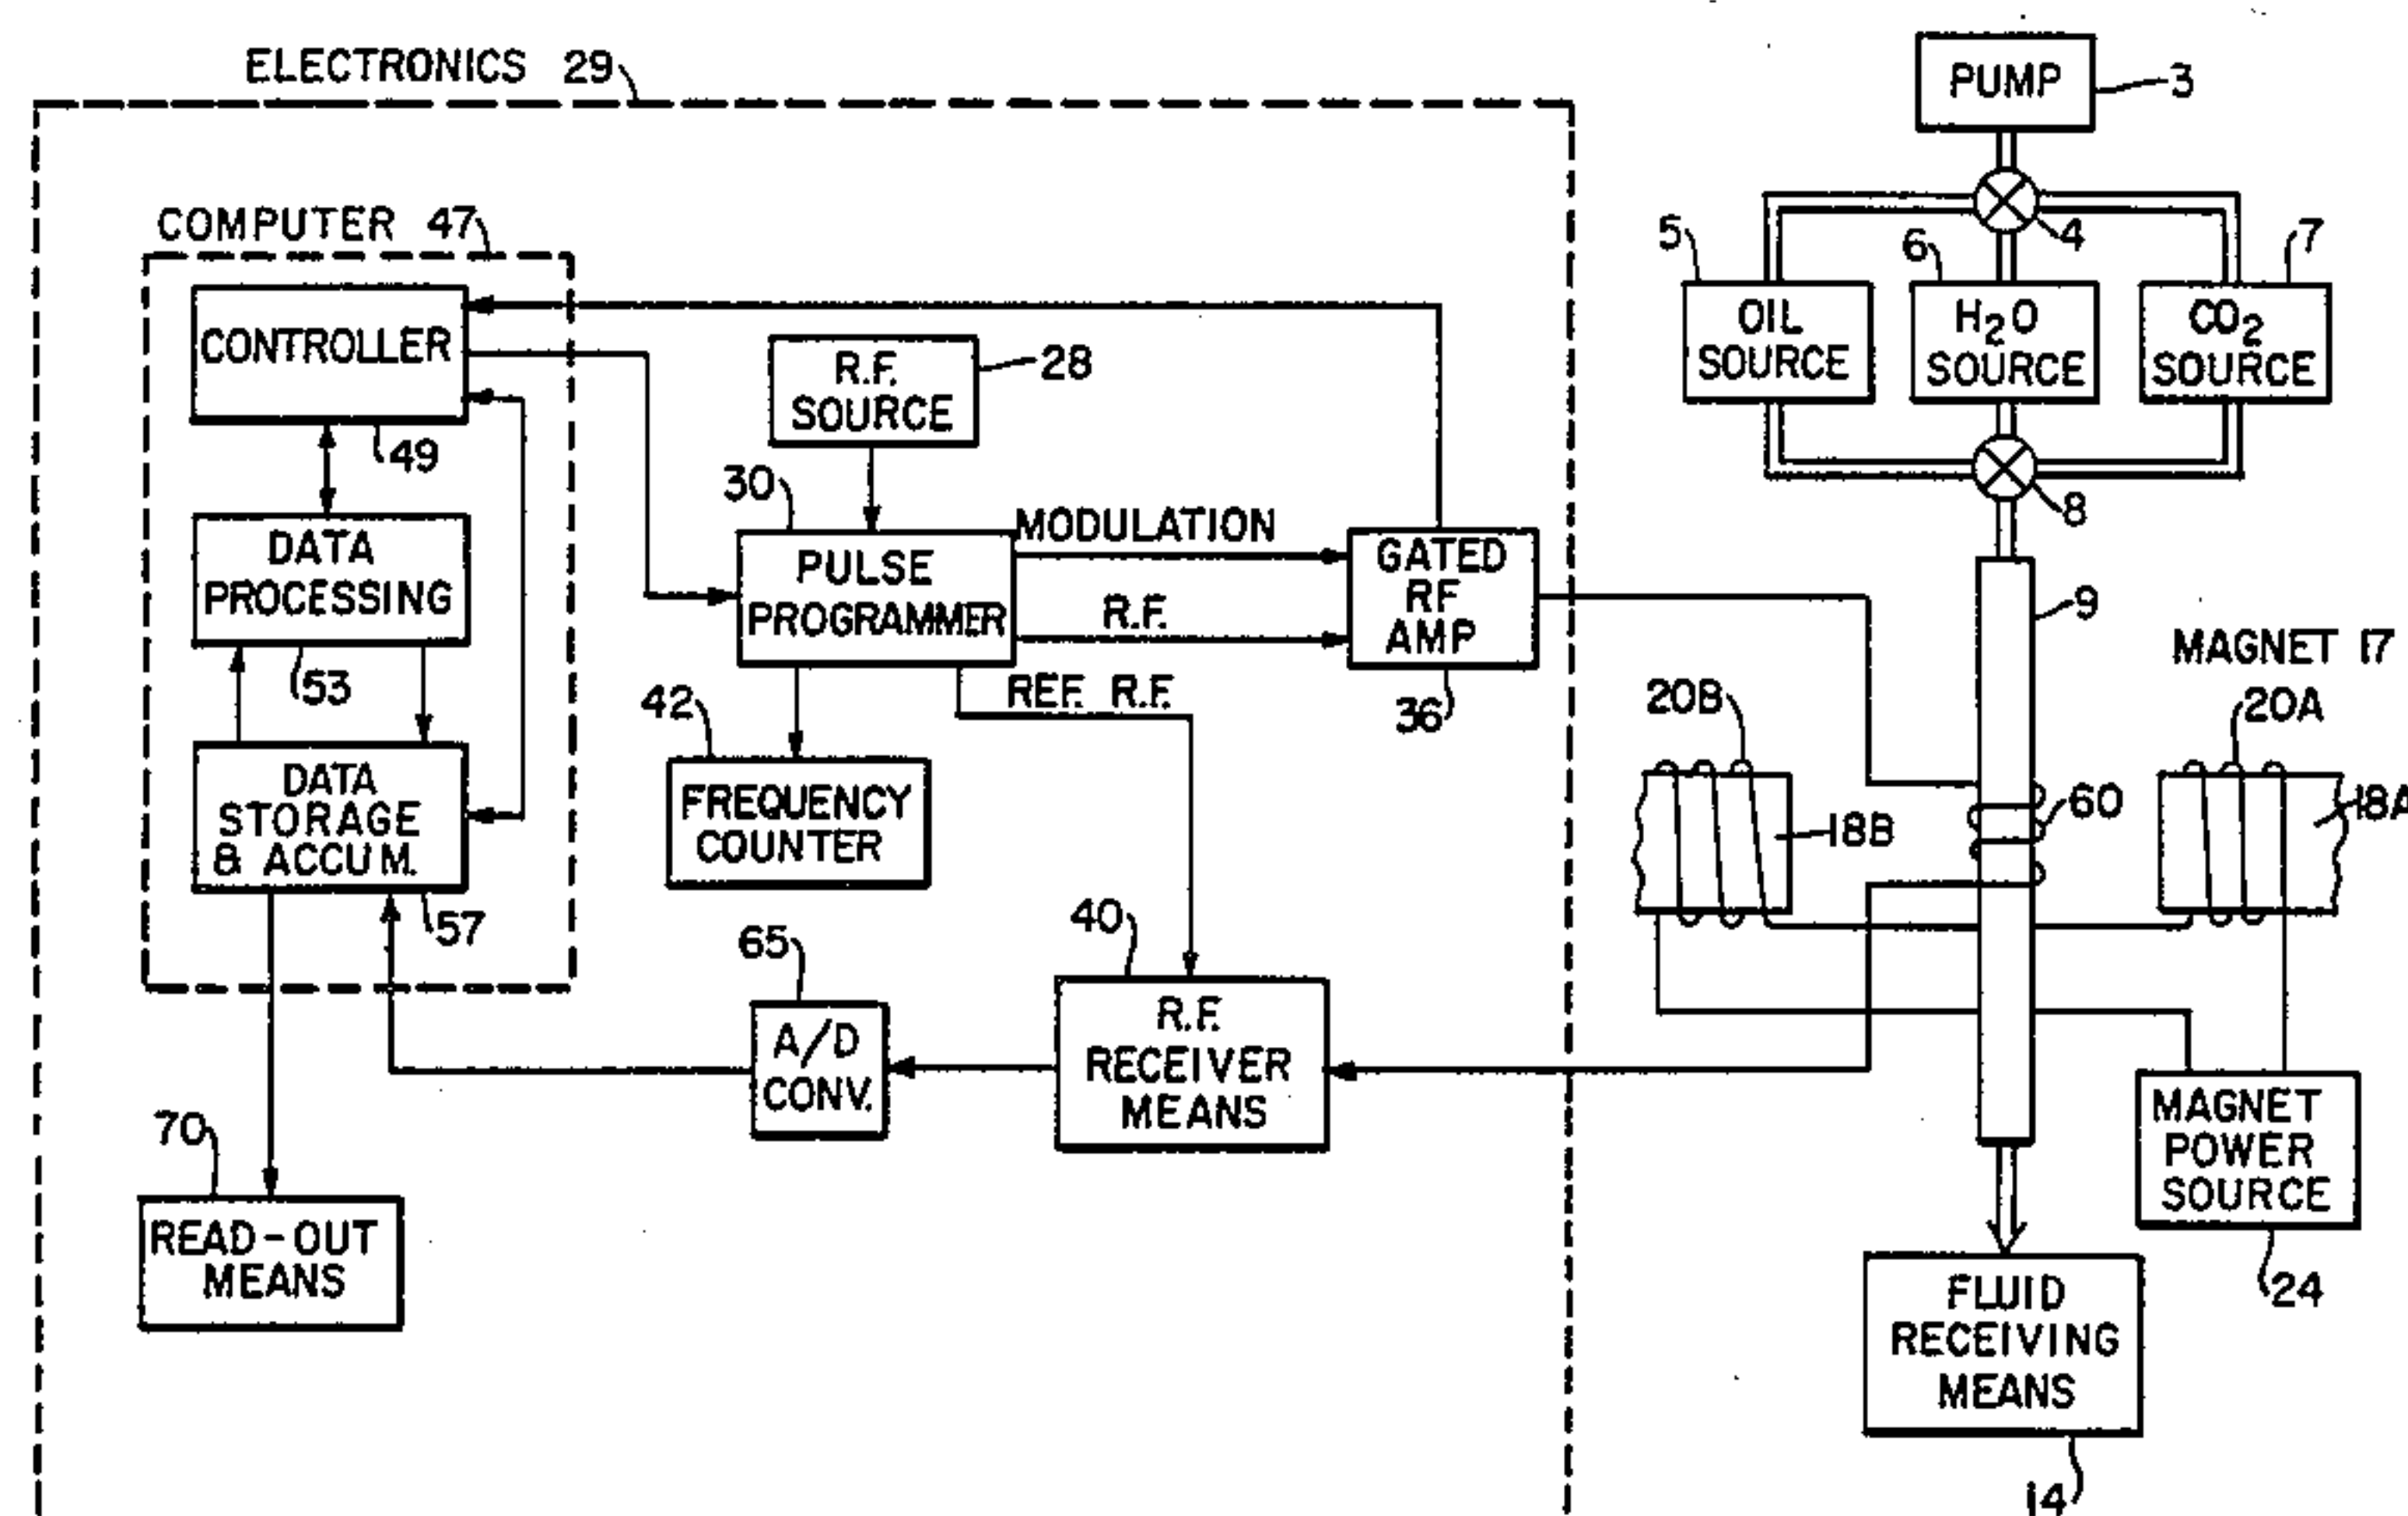 ELECTRONICS 29
PUMP
3
4
COMPUTER 47
5
6
7
CONTROLLER
R.F.
SOURCE
28
OIL
SOURCE
H2O
SOURCE
CO2
SOURCE
49
8
30
DATA
PROCESSING
PULSE
PROGRAMMER
MODULATION
R.F.
GATED
RF
AMP
9
MAGNET 17
53
42
REF. R.F.
36
20B
20A
DATA
STORAGE
& ACCUM.
FREQUENCY
COUNTER
18B
60
18A
57
65
40
A/D
CONV.
R.F.
RECEIVER
MEANS
MAGNET
POWER
SOURCE
70
READ-OUT
MEANS
24
FLUID
RECEIVING
MEANS
14